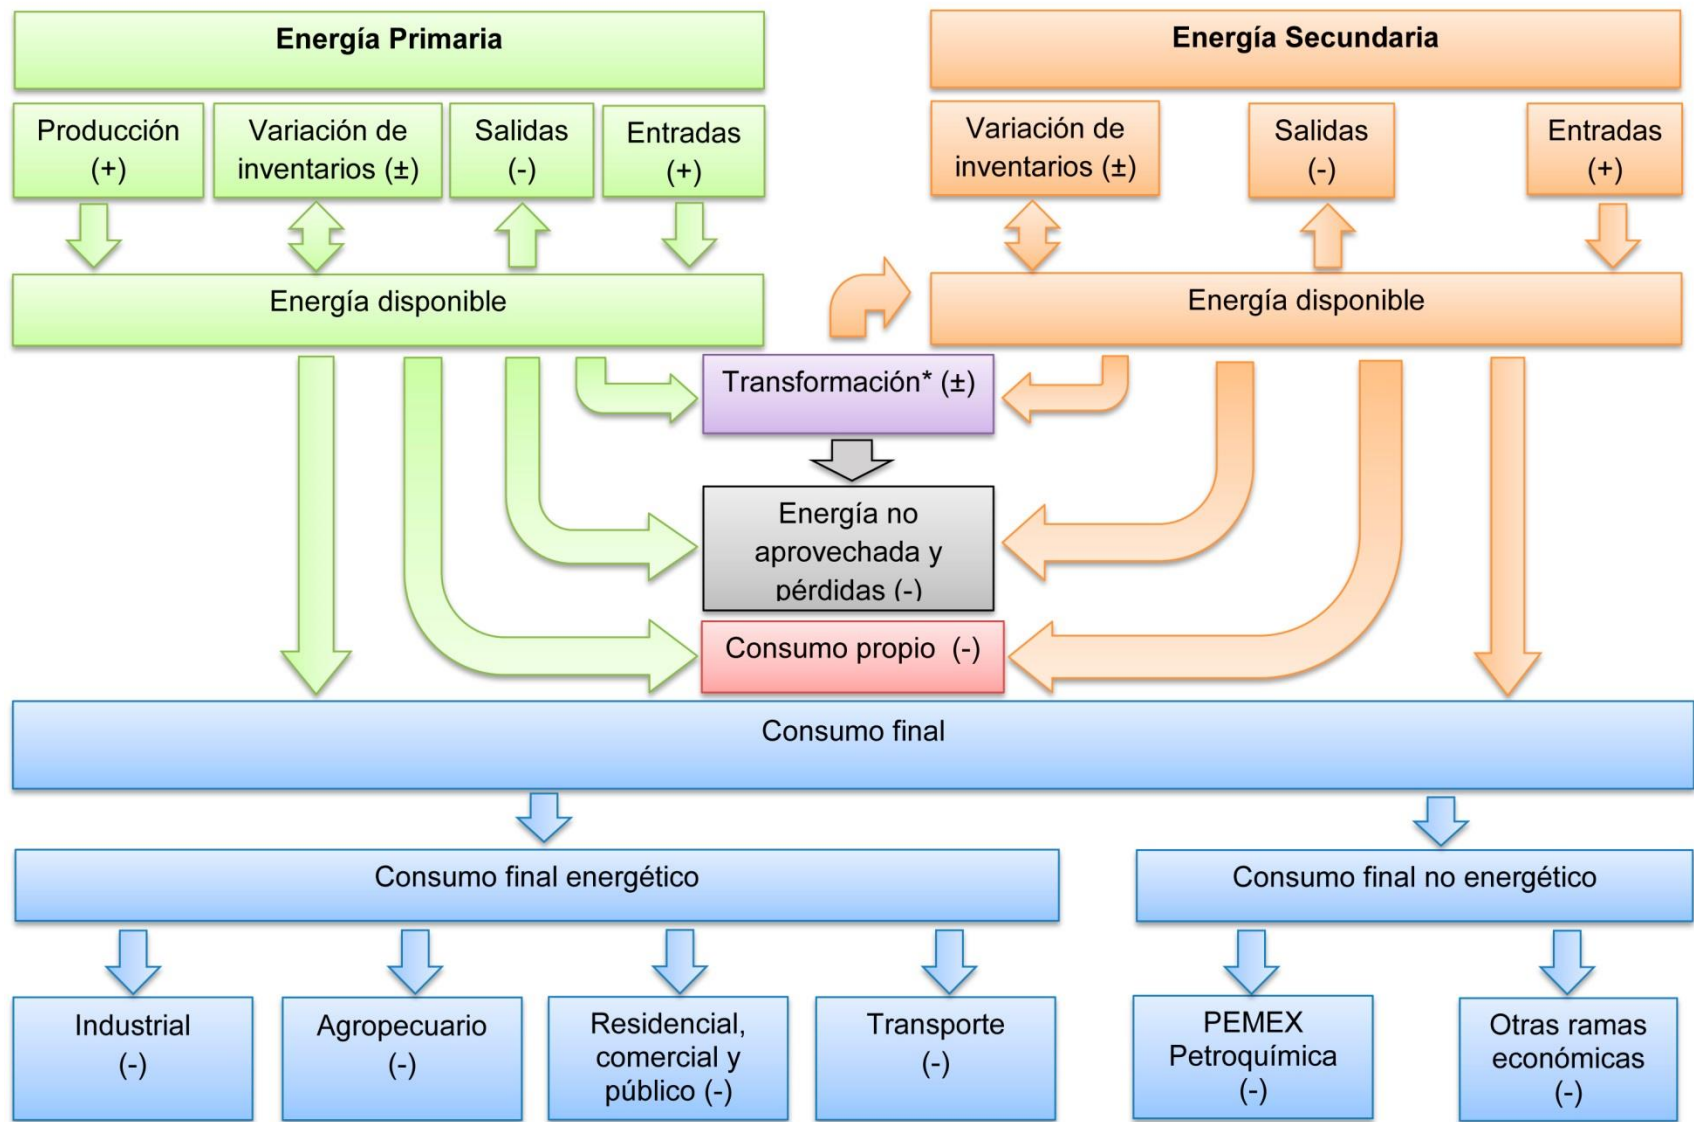 Energía Primaria
Energía Secundaria
Producción
(+)
Variación de
inventarios (±)
Salidas
(-)
Entradas
(+)
Variación de
inventarios (±)
Salidas
(-)
Entradas
(+)
Energía disponible
Energía disponible
Transformación* (±)
Energía no
aprovechada y
pérdidas (-)
Consumo propio (-)
Consumo final
Consumo final energético
Consumo final no energético
Industrial
(-)
Agropecuario
(-)
Residencial,
comercial y
público (-)
Transporte
(-)
PEMEX
Petroquímica
(-)
Otras ramas
económicas
(-)